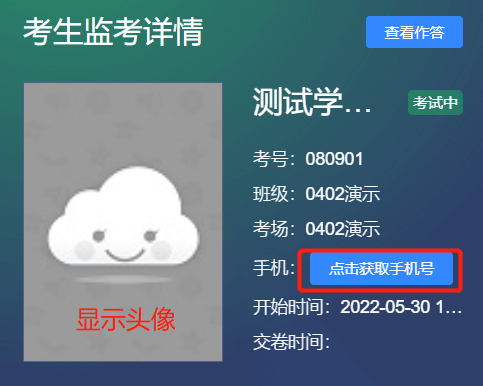 考生监考详情
查看作答
测试学...
考试中
考号：080901
班级：0402演示
考场：0402演示
手机：
点击获取手机号
开始时间：2022-05-30 1...
交卷时间：
显示头像